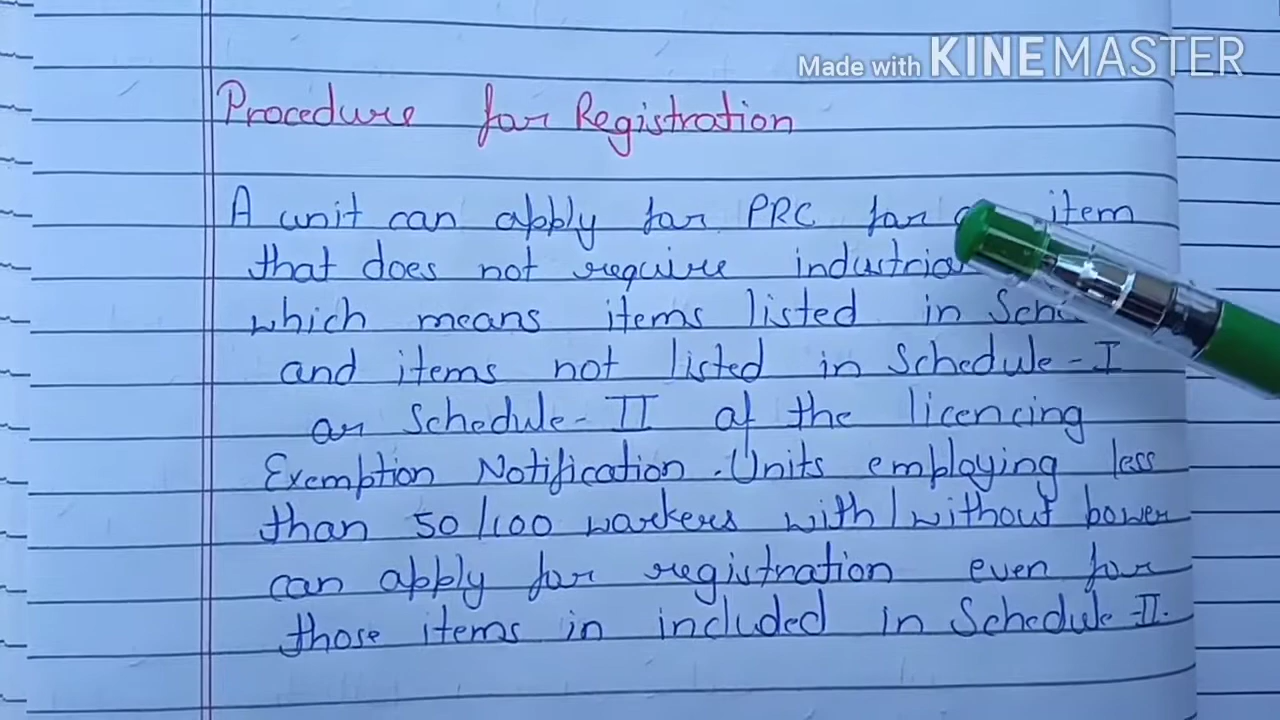 Made with KINEMASTER
Procedure for Registration
A unit can apply for PRC for item
that does not require
which means items listed in
and items not listed in Schedule-I
or Schedule-II of the licencing
Exemption Notification. Units employing less
than 50/100 workers with/without power
can apply for registration even for
those items in included in Schedule-II.